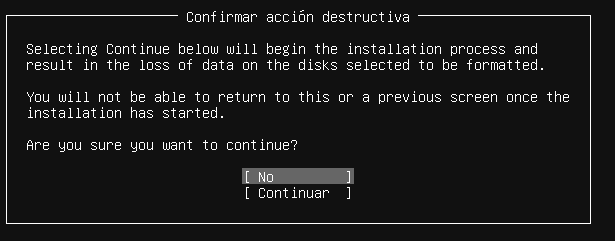 Confirmar acción destructiva
Selecting Continue below will begin the installation process and
result in the loss of data on the disks selected to be formatted.
You will not be able to return to this or a previous screen once the
installation has started.
Are you sure you want to continue?
[ No ]
[ Continuar ]